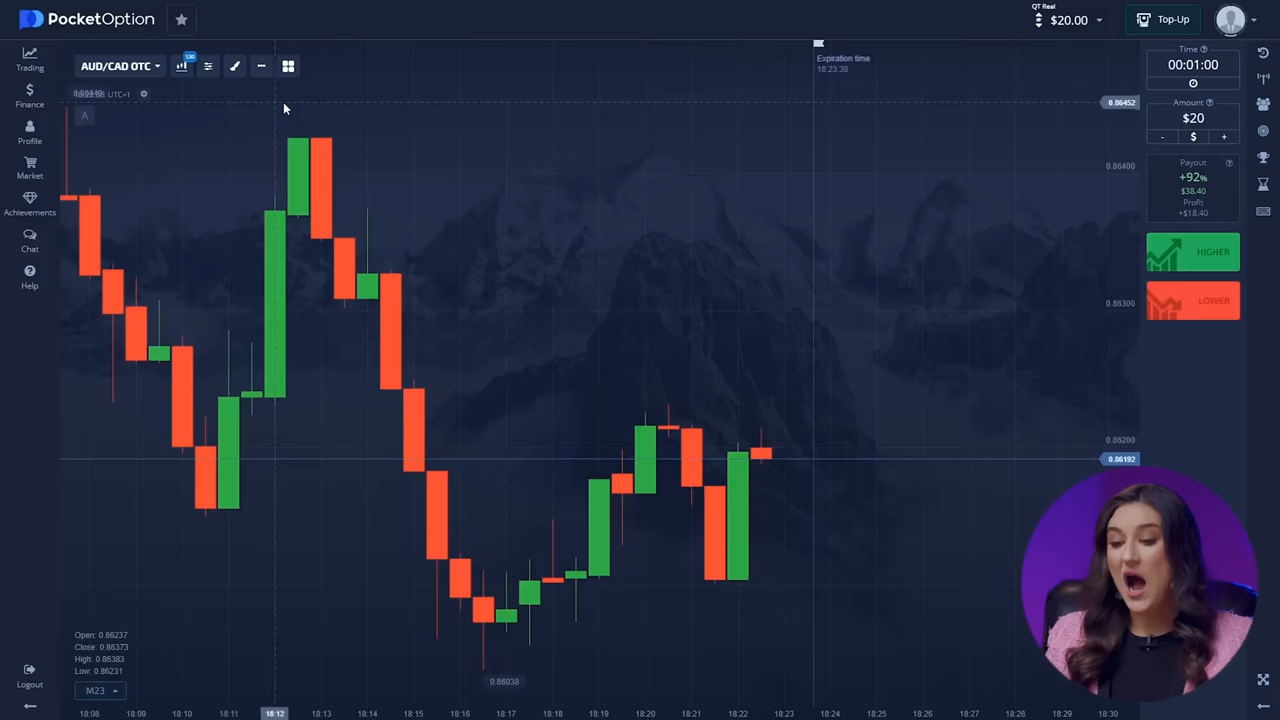 PocketOption
QT Real
$20.00
Top-Up
Trading
Finance
Profile
Market
Achievements
Chat
Help
Logout
AUD/CAD OTC
S30
UTC+1
A
Expiration time
18:23:38
0.86452
0.86400
0.86300
0.86200
0.86192
0.86038
Time
00:01:00
Amount
$20
-
$
+
Payout
+92%
$38.40
Profit
+$18.40
HIGHER
LOWER
Open: 0.86237
Close: 0.86373
High: 0.86383
Low: 0.86231
M23
18:08 18:09 18:10 18:11 18:12 18:13 18:14 18:15 18:16 18:17 18:18 18:19 18:20 18:21 18:22 18:23 18:24 18:25 18:26 18:27 18:28 18:29 18:30